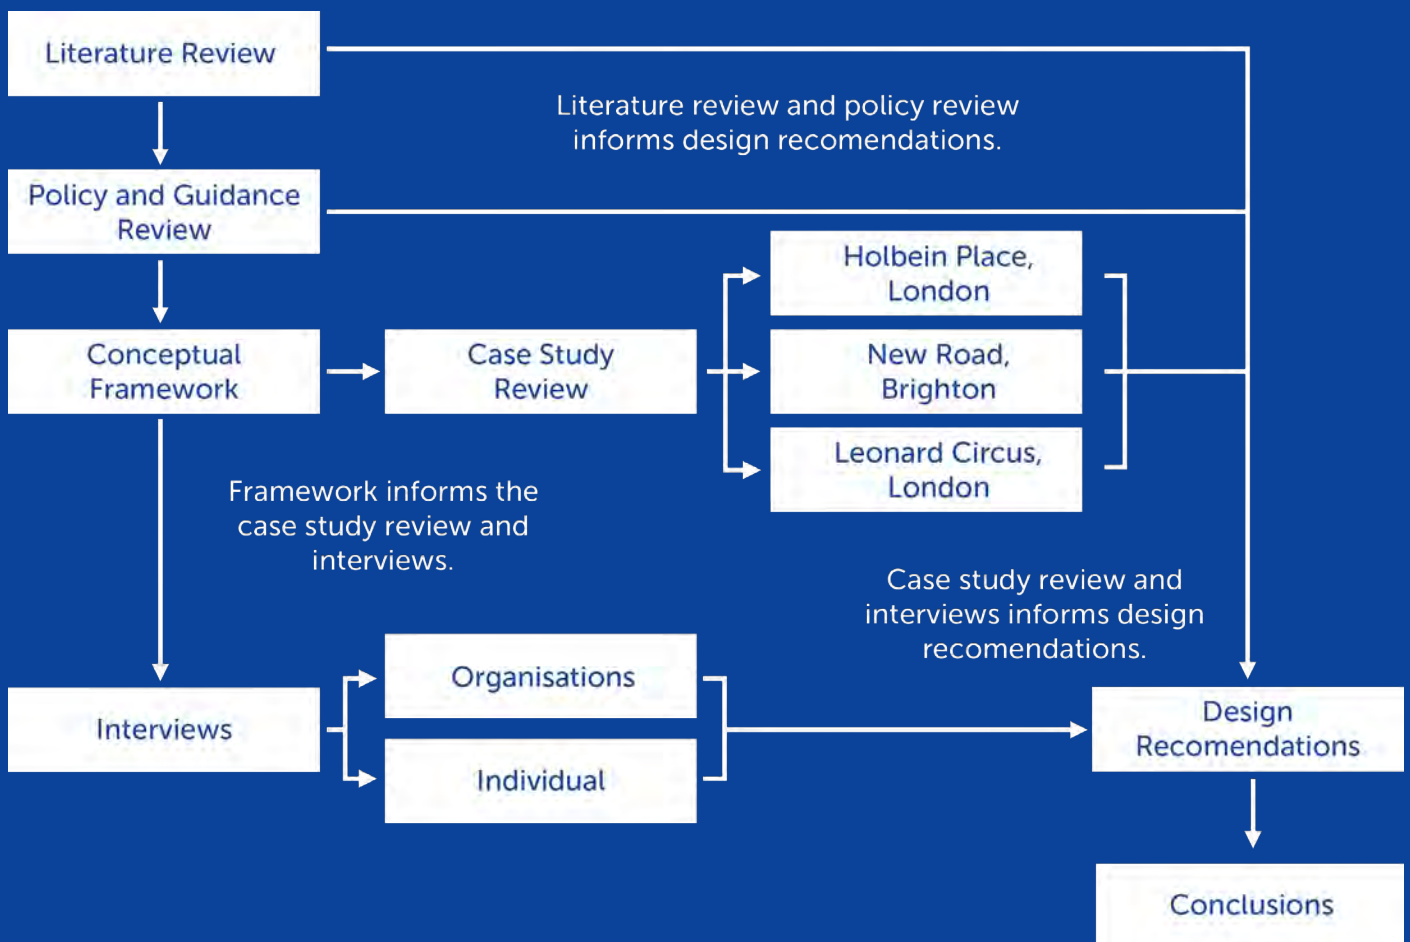 Literature Review
Literature review and policy review
informs design recomendations.
Policy and Guidance
Review
Holbein Place,
London
Conceptual
Framework
Case Study
Review
New Road,
Brighton
Leonard Circus,
London
Framework informs the
case study review and
interviews.
Case study review and
interviews informs design
recomendations.
Organisations
Interviews
Individual
Design
Recomendations
Conclusions